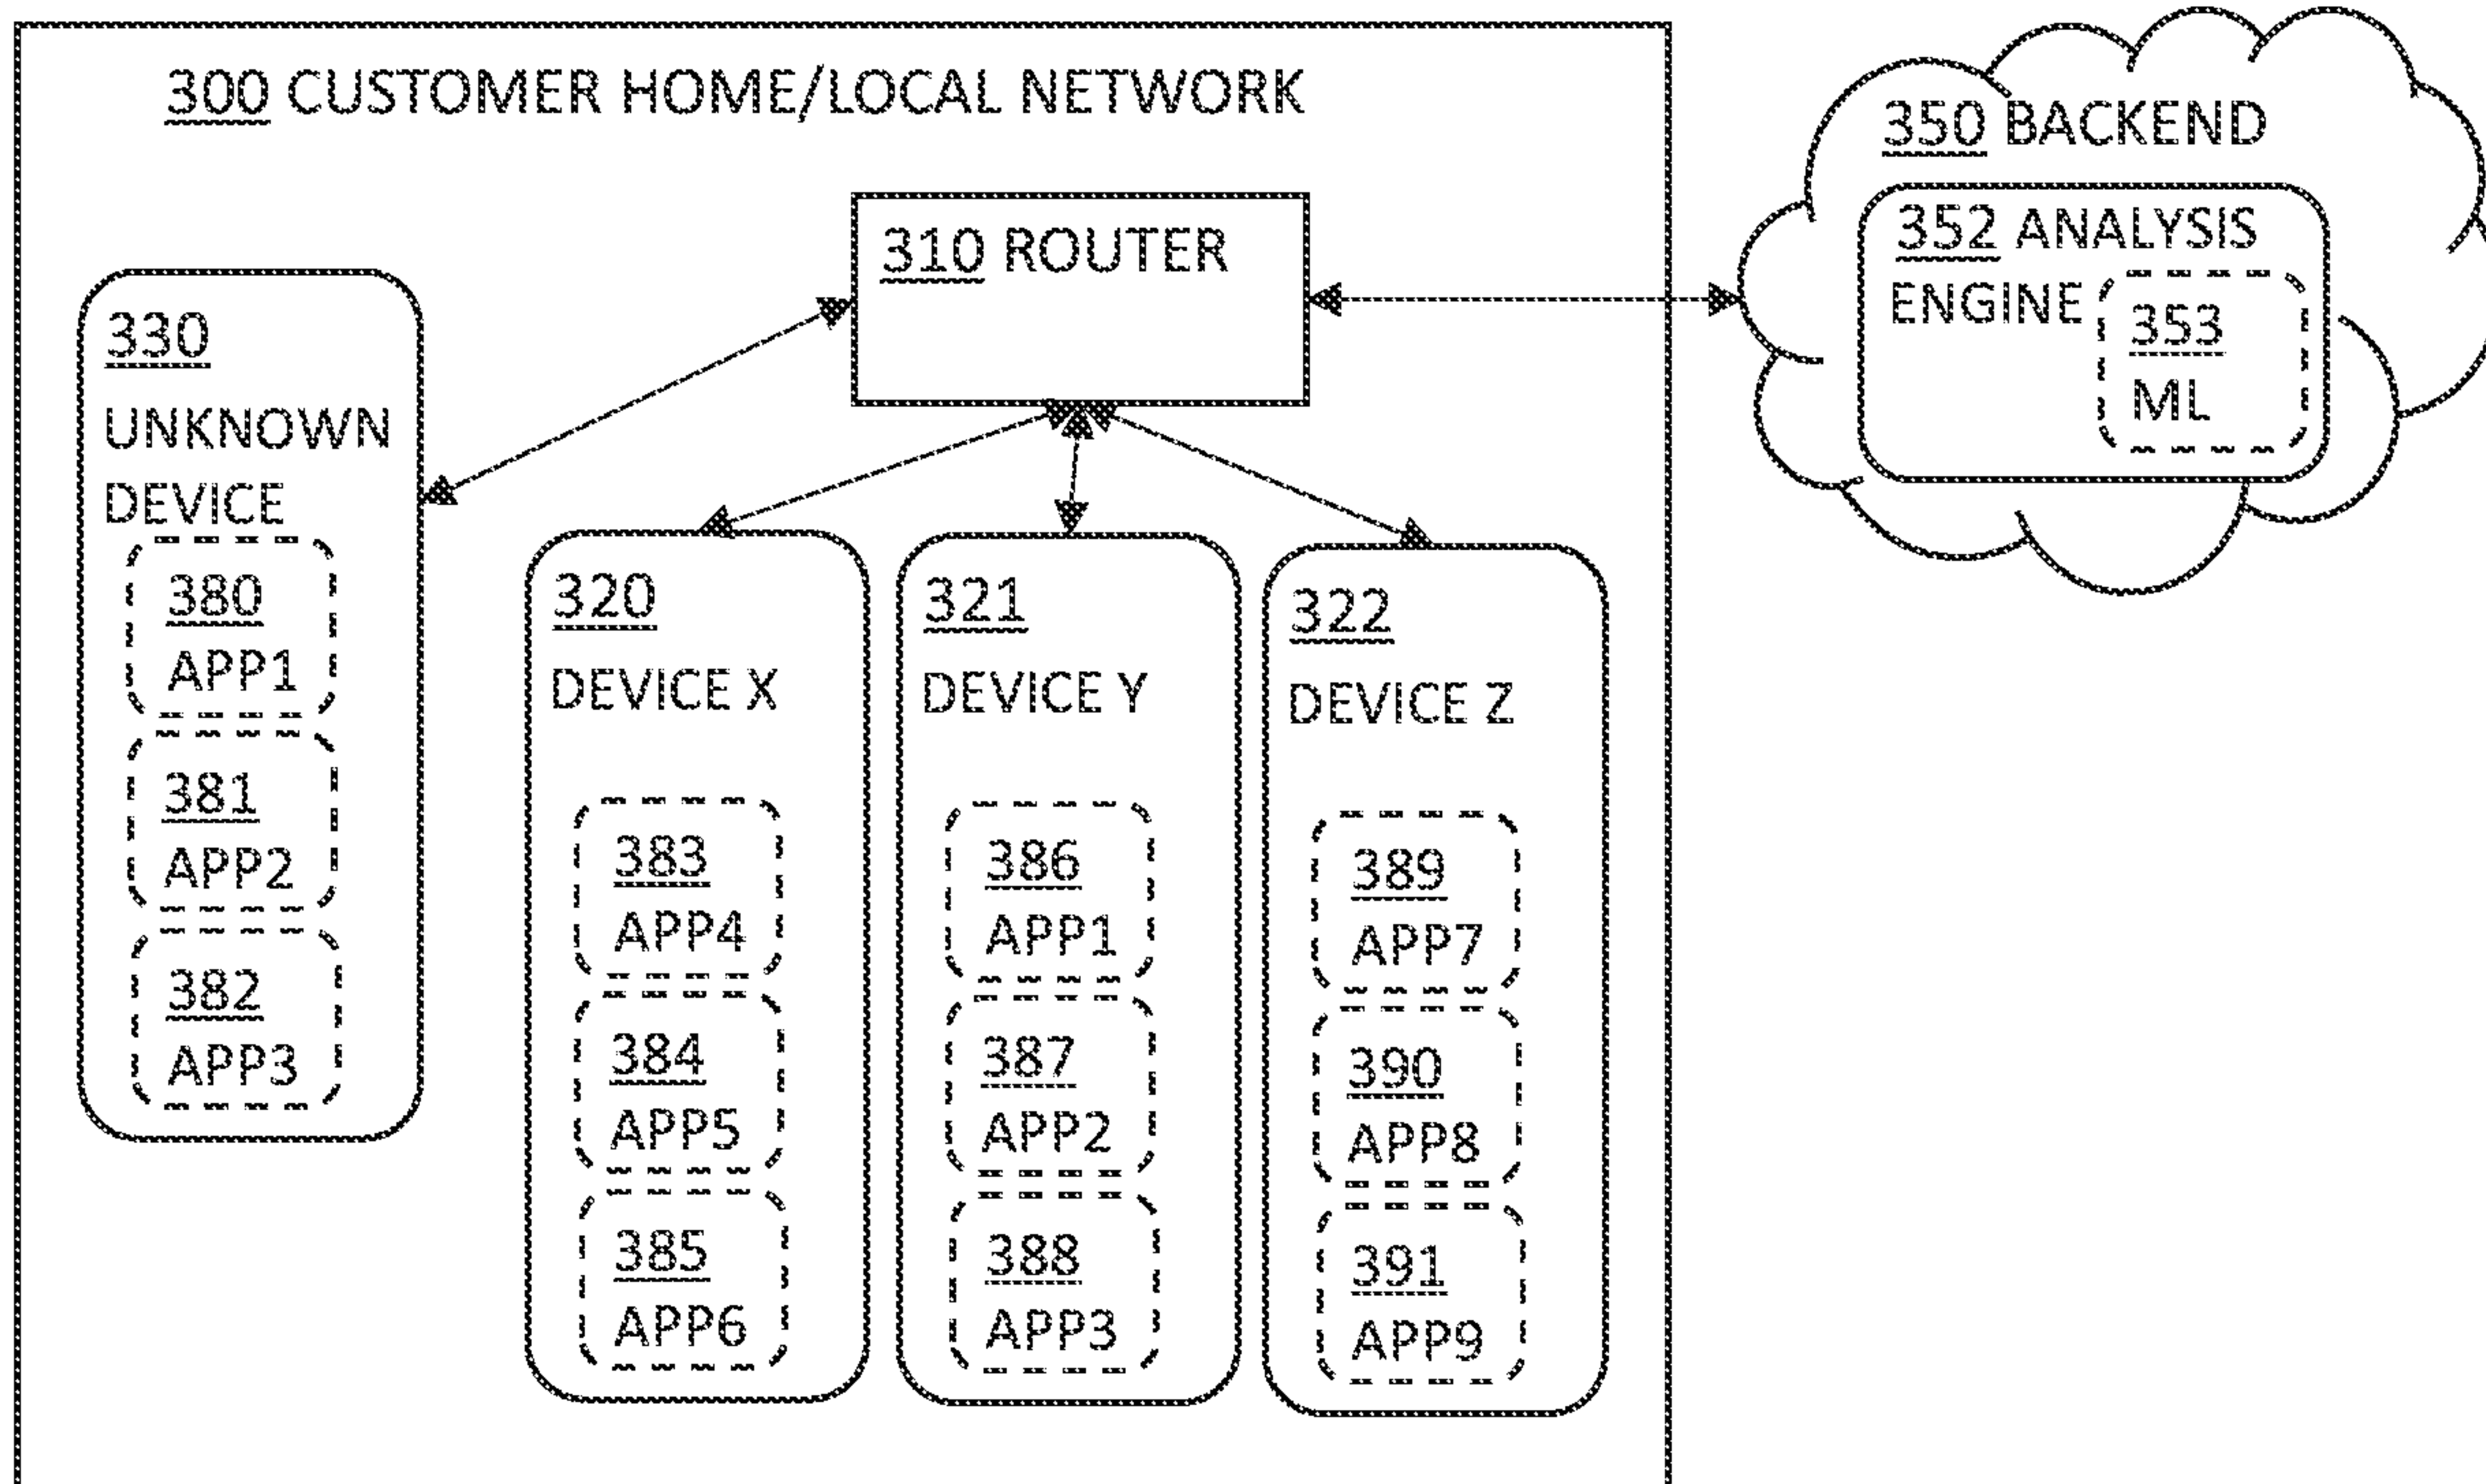 300 CUSTOMER HOME/LOCAL NETWORK
350 BACKEND
352 ANALYSIS
ENGINE
353
ML
310 ROUTER
330
UNKNOWN
DEVICE
380
APP1
381
APP2
382
APP3
320
DEVICE X
383
APP4
384
APP5
385
APP6
321
DEVICE Y
386
APP1
387
APP2
388
APP3
322
DEVICE Z
389
APP7
390
APP8
391
APP9